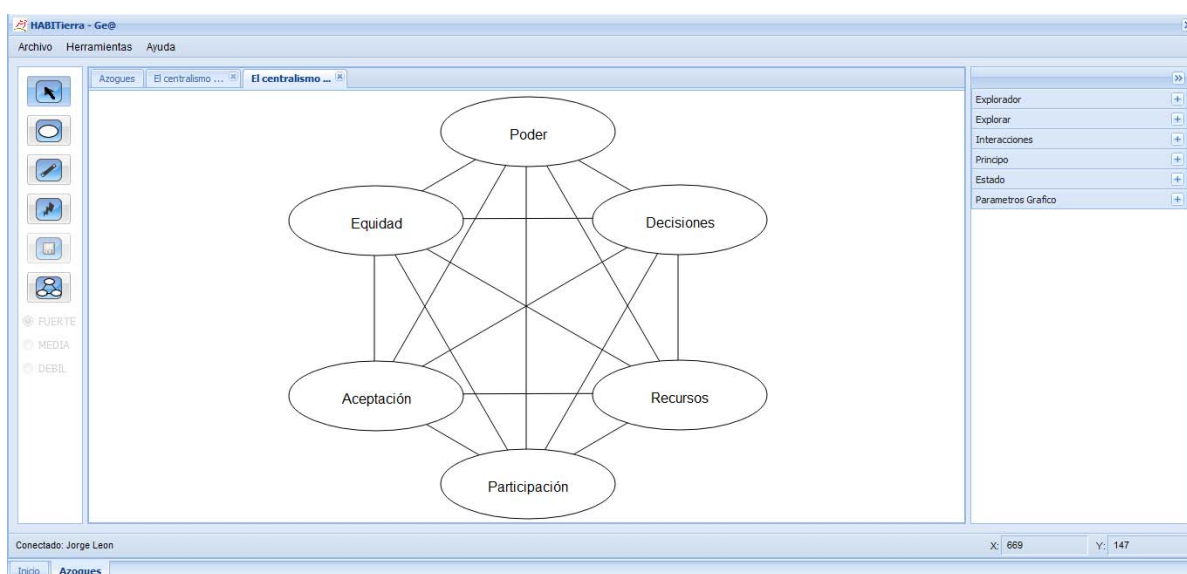 HABITierra - Ge@
Archivo Herramientas Ayuda
Azogues El centralismo ... El centralismo ...
Explorador
Explorar
Interacciones
Principo
Estado
Parametros Grafico
FUERTE
MEDIA
DEBIL
Poder
Equidad
Decisiones
Aceptación
Recursos
Participación
Conectado: Jorge Leon
X: 669 Y: 147
Inicio Azogues